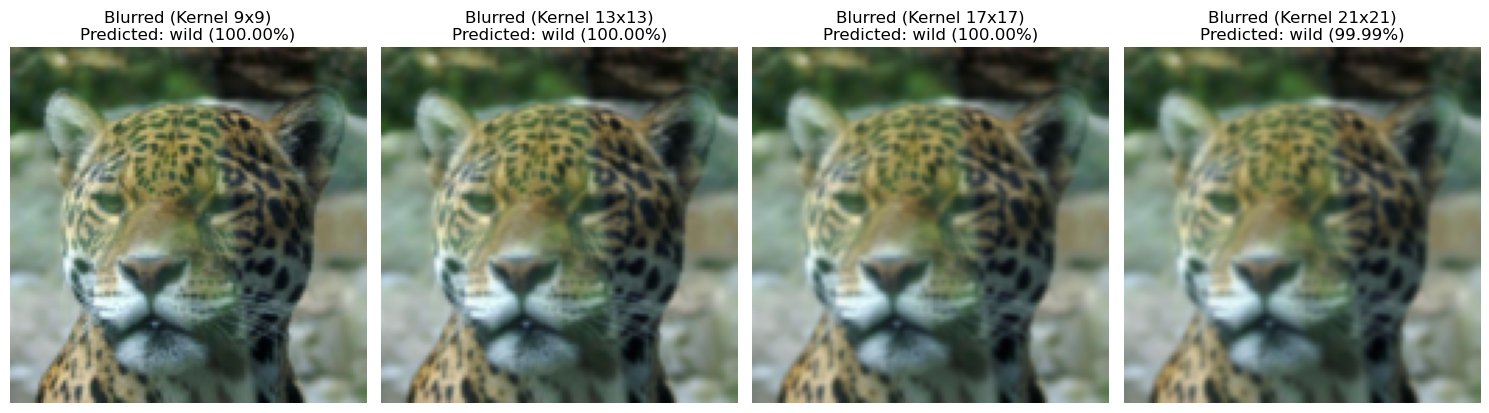 Blurred (Kernel 9x9)
Predicted: wild (100.00%)
Blurred (Kernel 13x13)
Predicted: wild (100.00%)
Blurred (Kernel 17x17)
Predicted: wild (100.00%)
Blurred (Kernel 21x21)
Predicted: wild (99.99%)